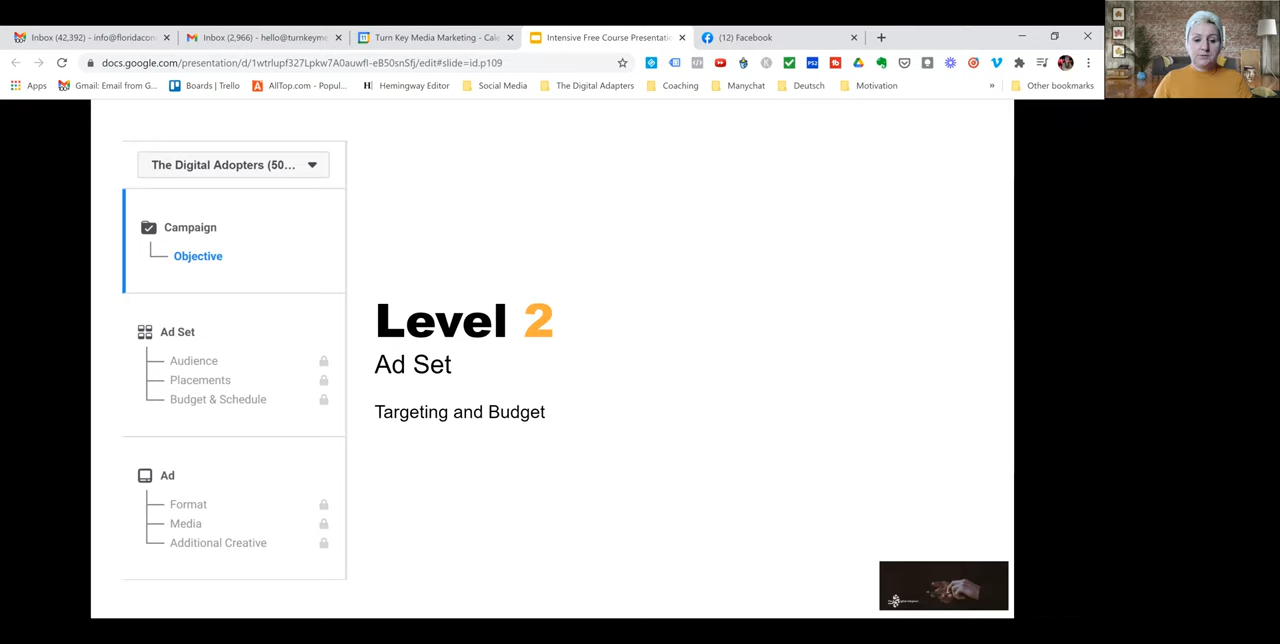 Inbox (42,392) - info@floridacon
Inbox (2,966) - hello@turnkeyme
Turn Key Media Marketing - Cale
Intensive Free Course Presentatio
(12) Facebook
docs.google.com/presentation/d/1wtrlupf327Lpkw7A0auwfI-eB50snSfj/edit#slide=id.p109
Apps
Gmail: Email from G...
Boards | Trello
AllTop.com - Popul...
Hemingway Editor
Social Media
The Digital Adopters
Coaching
Manychat
Deutsch
Motivation
»
Other bookmarks
The Digital Adopters (50...
Campaign
Objective
Ad Set
Audience
Placements
Budget & Schedule
Ad
Format
Media
Additional Creative
Level 2
Ad Set
Targeting and Budget